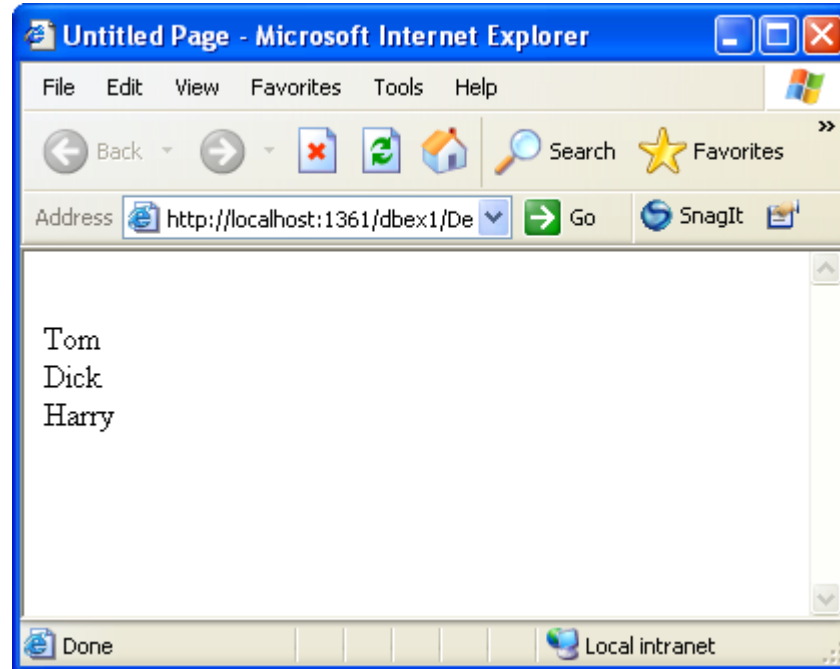 Untitled Page - Microsoft Internet Explorer
File Edit View Favorites Tools Help
Back Search Favorites »
Address http://localhost:1361/dbex1/De Go SnagIt
Tom
Dick
Harry
Done Local intranet